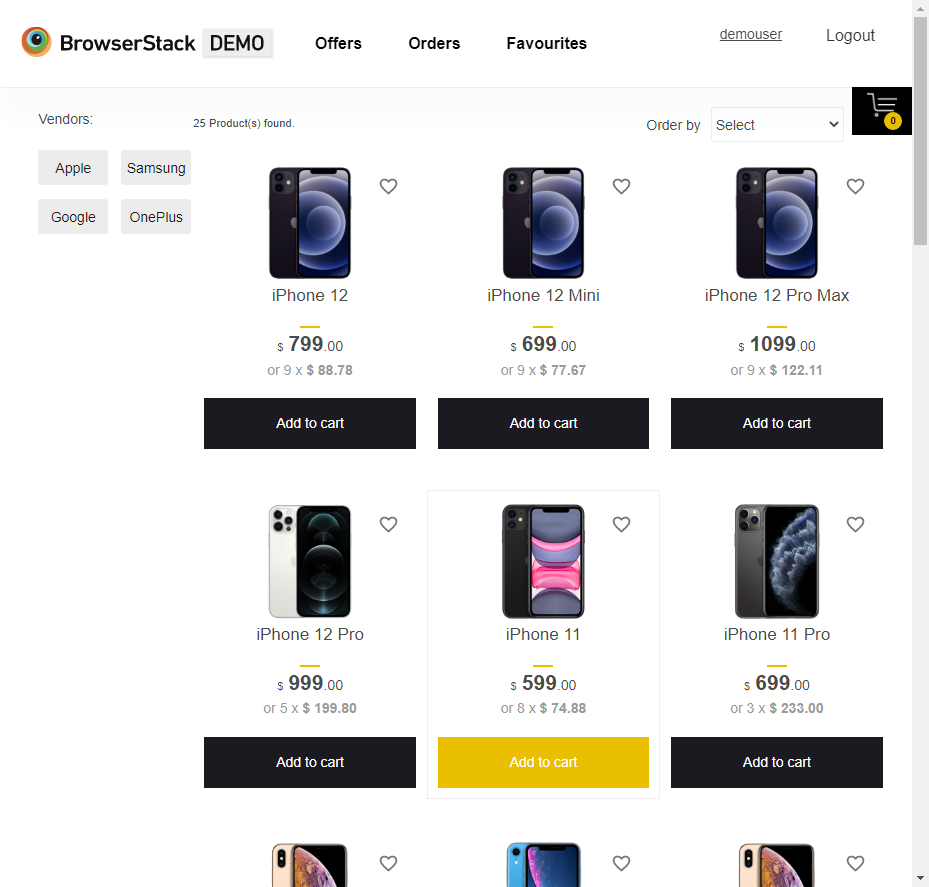 BrowserStack DEMO Offers Orders Favourites demouser Logout
0
Vendors:
25 Product(s) found.
Order by Select
Apple Samsung
Google OnePlus
iPhone 12
$ 799.00
or 9 x $ 88.78
Add to cart
iPhone 12 Mini
$ 699.00
or 9 x $ 77.67
Add to cart
iPhone 12 Pro Max
$ 1099.00
or 9 x $ 122.11
Add to cart
iPhone 12 Pro
$ 999.00
or 5 x $ 199.80
Add to cart
iPhone 11
$ 599.00
or 8 x $ 74.88
Add to cart
iPhone 11 Pro
$ 699.00
or 3 x $ 233.00
Add to cart